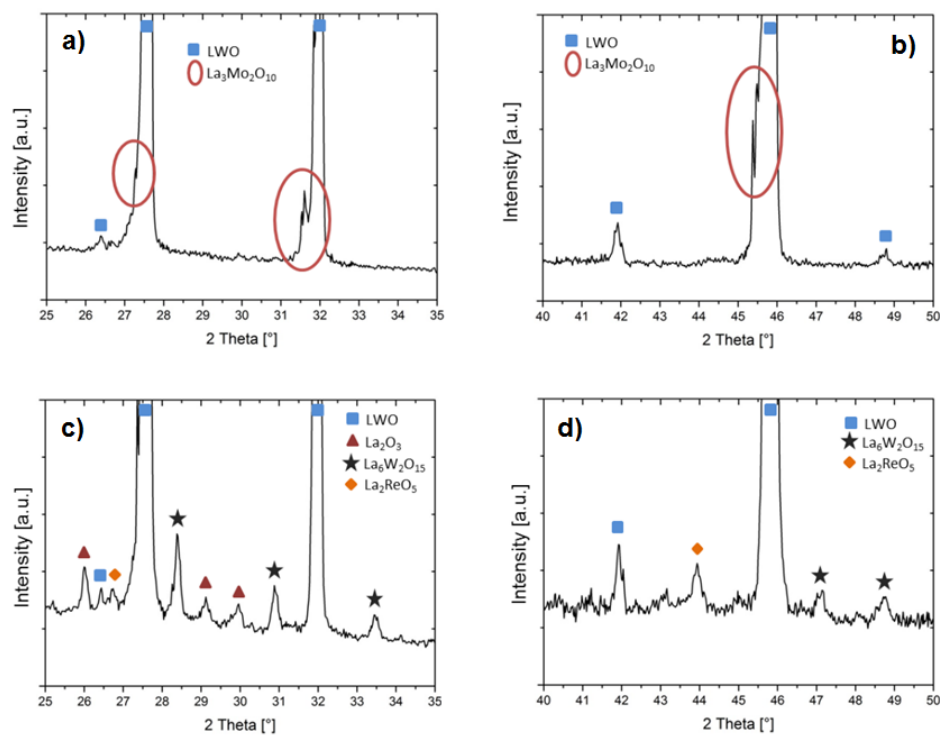 a)
LWO
La₃Mo₂O₁₀
Intensity [a.u.]
25 26 27 28 29 30 31 32 33 34 35
2 Theta [°]
b)
LWO
La₃Mo₂O₁₀
Intensity [a.u.]
40 41 42 43 44 45 46 47 48 49 50
2 Theta [°]
c)
LWO
La₂O₃
La₆W₂O₁₅
La₂ReO₅
Intensity [a.u.]
25 26 27 28 29 30 31 32 33 34 35
2 Theta [°]
d)
LWO
La₆W₂O₁₅
La₂ReO₅
Intensity [a.u.]
40 41 42 43 44 45 46 47 48 49 50
2 Theta [°]